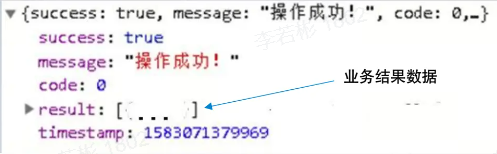 {success: true, message: "操作成功！", code: 0,…}
success: true
message: "操作成功！"
code: 0
result: [{...}]
业务结果数据
timestamp: 1583071379969